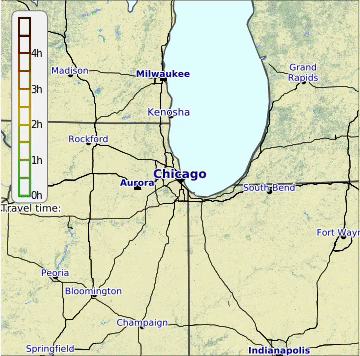 4h
3h
2h
1h
0h
Travel time:
Madison
Milwaukee
Grand
Rapids
Kenosha
Rockford
Chicago
Aurora
South Bend
Fort Wayn
Peoria
Bloomington
Champaign
Springfield
Indianapolis